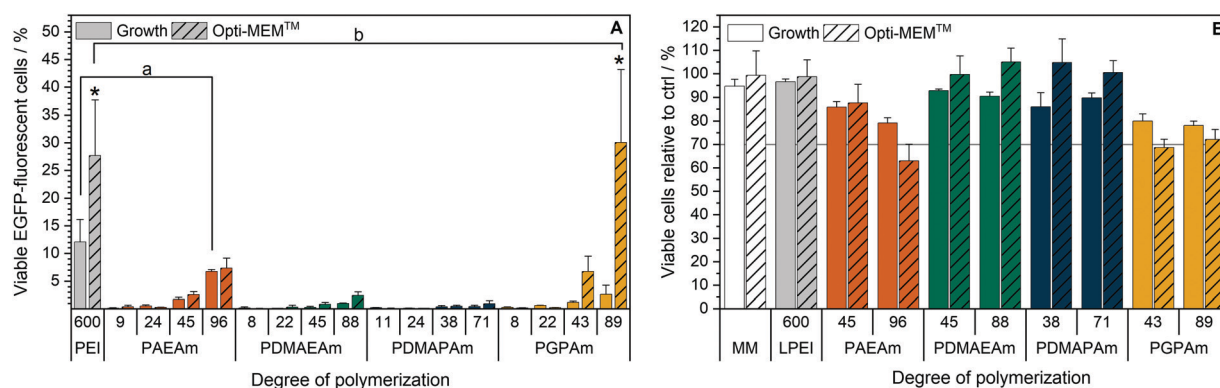 Growth Opti-MEM™ A
b
a
*
*
Viable EGFP-fluorescent cells / %
50
45
40
35
30
25
20
15
10
5
600 9 24 45 96 8 22 45 88 11 24 38 71 8 22 43 89
PEI PAEAm PDMAEAm PDMAPAm PGPAm
Degree of polymerization
Growth Opti-MEM™
Viable cells relative to ctrl / %
120
110
100
90
80
70
60
50
40
30
20
10
0
600 45 96 45 88 38 71 43 89
MM LPEI PAEAm PDMAEAm PDMAPAm PGPAm
Degree of polymerization